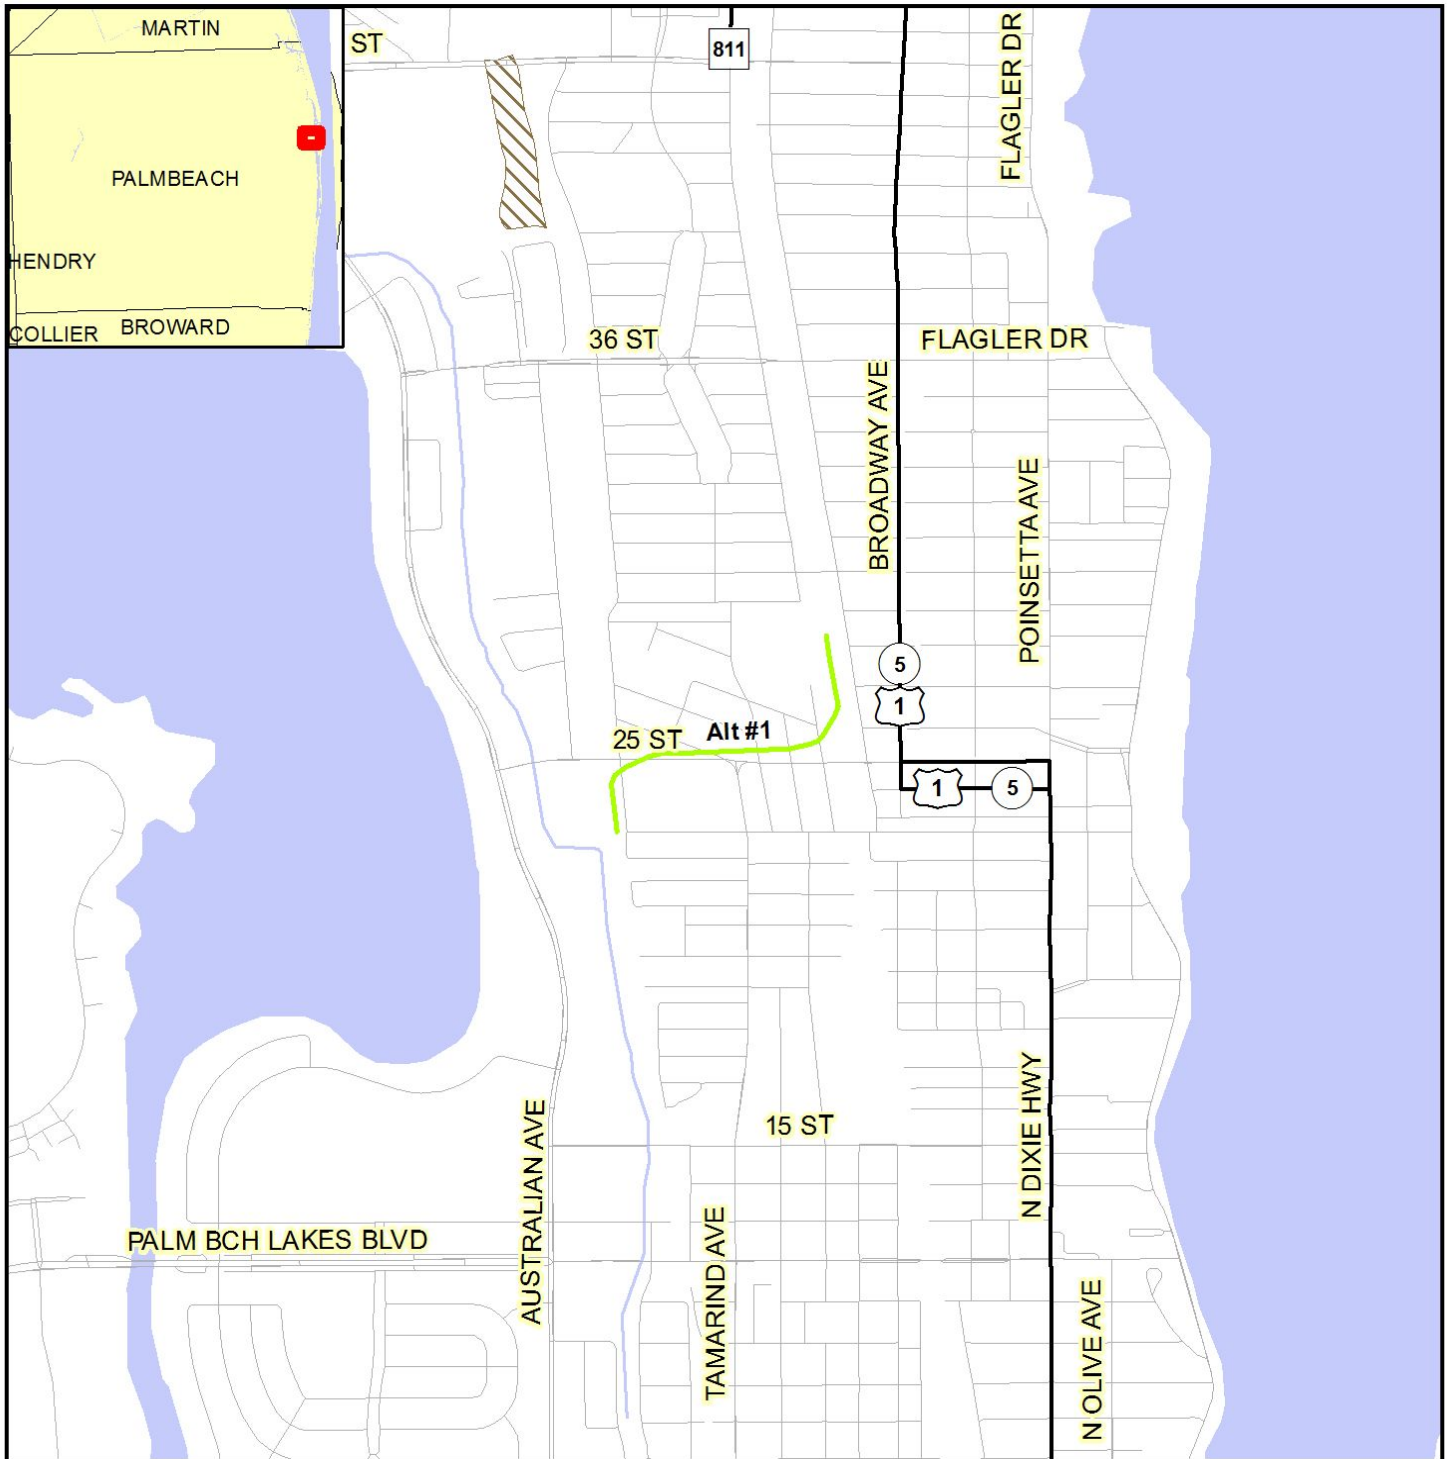 MARTIN
PALMBEACH
HENDRY
COLLIER
BROWARD
ST
811
FLAGLER DR
36 ST
FLAGLER DR
BROADWAY AVE
POINSETTA AVE
5
1
25 ST
Alt #1
1
5
15 ST
N DIXIE HWY
AUSTRALIAN AVE
PALM BCH LAKES BLVD
TAMARIND AVE
N OLIVE AVE